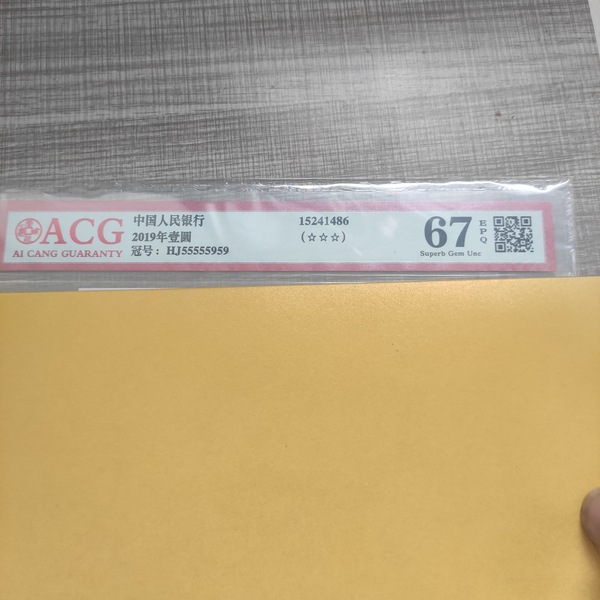 ACG
AI CANG GUARANTY
中国人民银行
2019年壹圆
冠号: HJ55555959
15241486
(☆☆☆)
67
EPQ
Superb Gem Unc